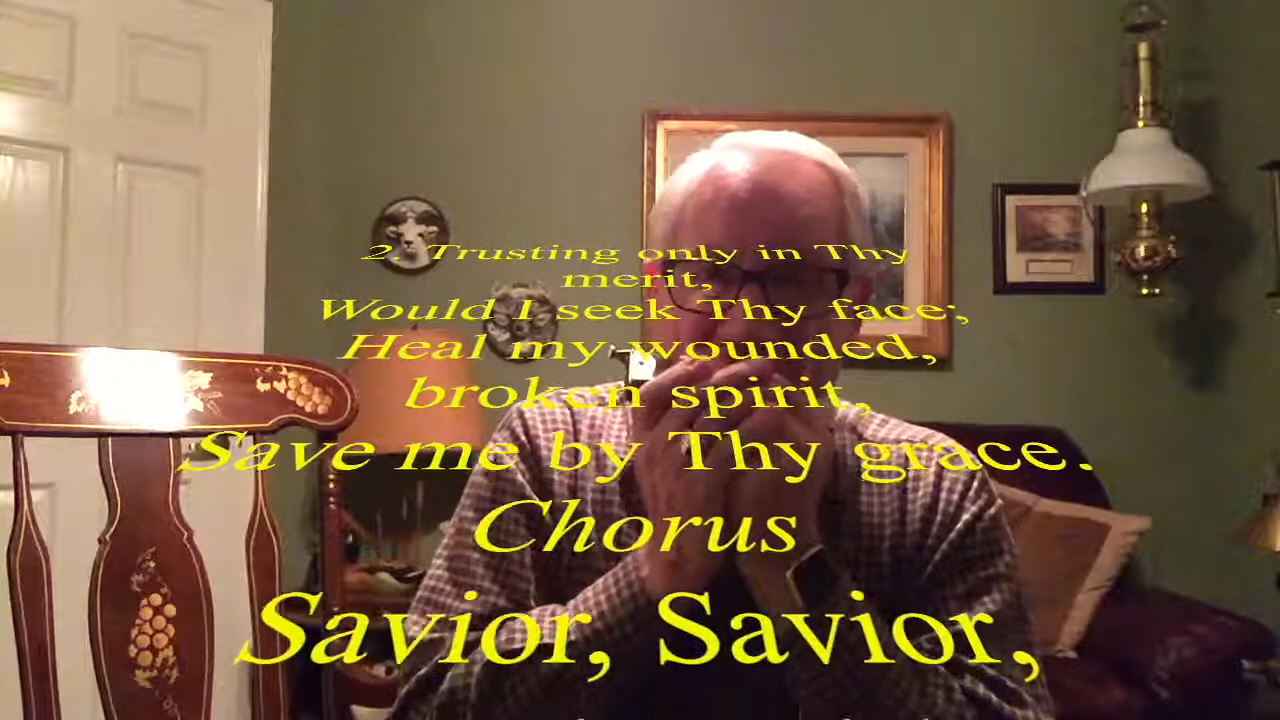 2. Trusting only in Thy
merit,
Would I seek Thy face;
Heal my wounded,
broken spirit,
Save me by Thy grace.
Chorus
Savior, Savior,